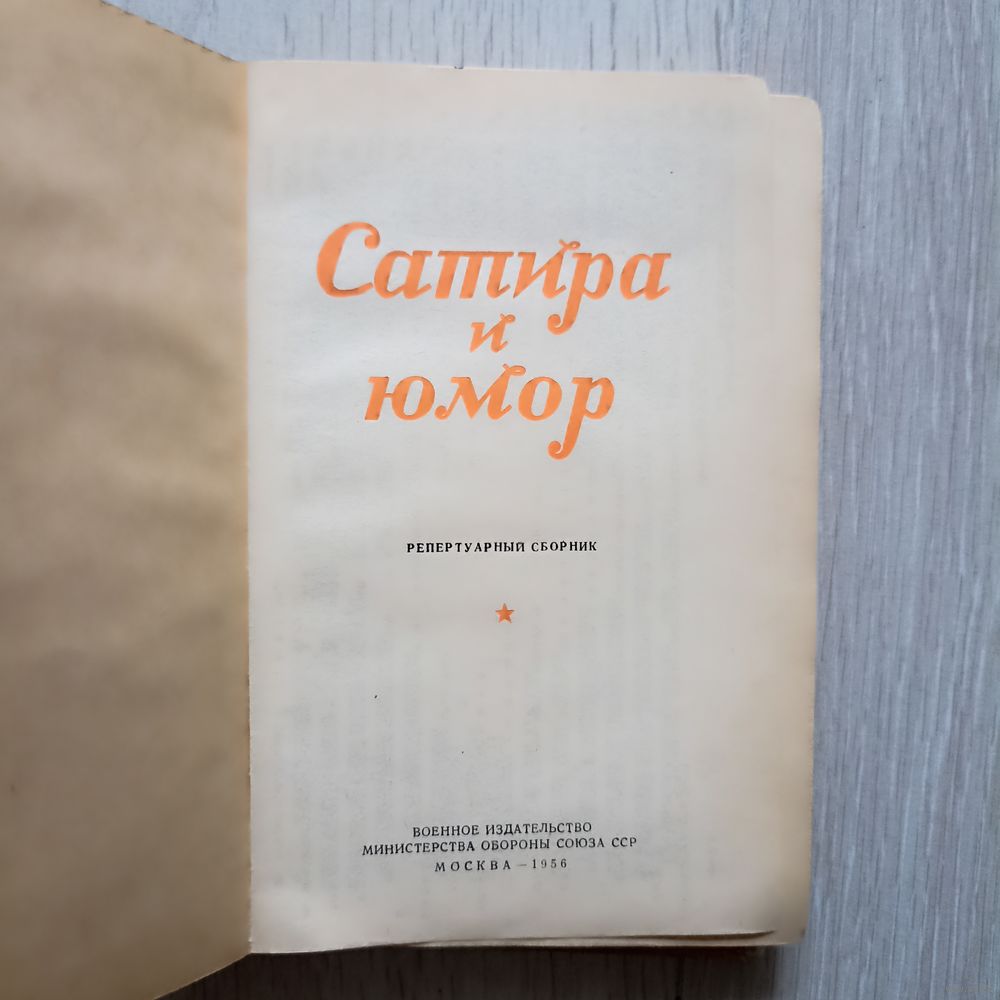 Сатира
и
юмор
РЕПЕРТУАРНЫЙ СБОРНИК
ВОЕННОЕ ИЗДАТЕЛЬСТВО
МИНИСТЕРСТВА ОБОРОНЫ СОЮЗА ССР
МОСКВА — 1956